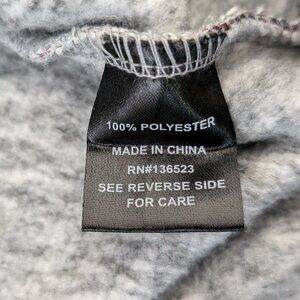 100% POLYESTER
MADE IN CHINA
RN#136523
SEE REVERSE SIDE
FOR CARE